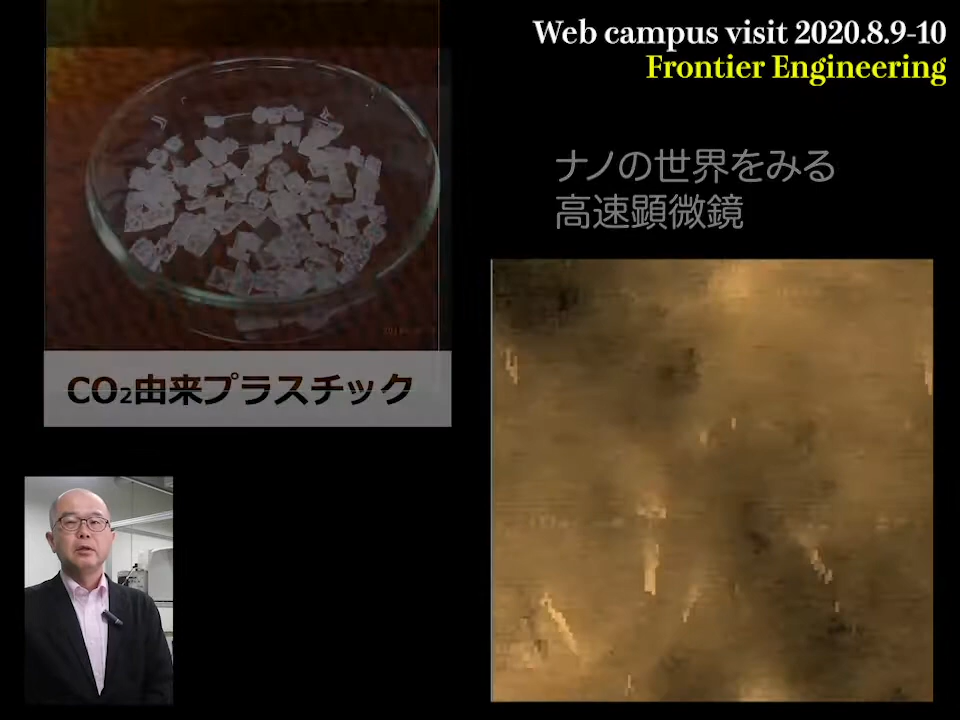 Web campus visit 2020.8.9-10
Frontier Engineering
ナノの世界をみる
高速顕微鏡
CO₂由来プラスチック